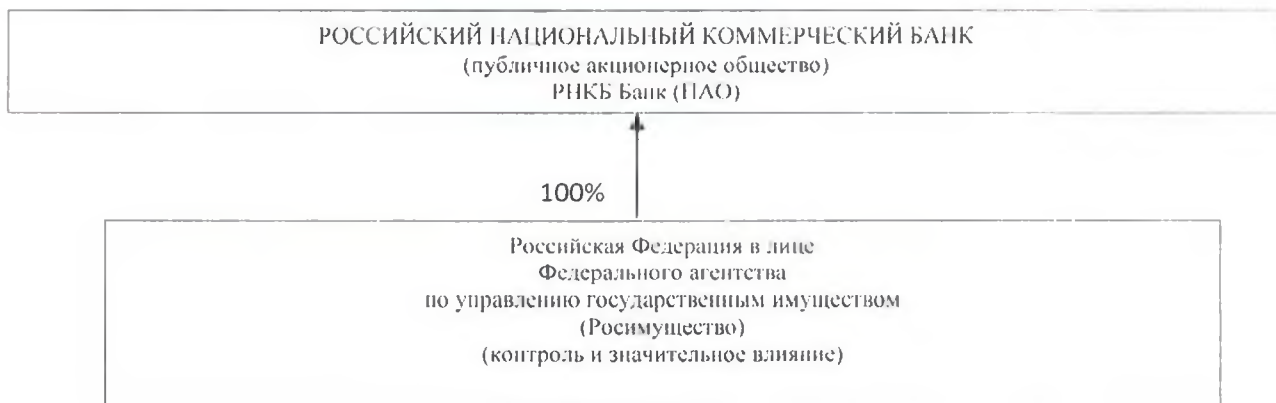 РОССИЙСКИЙ НАЦИОНАЛЬНЫЙ КОММЕРЧЕСКИЙ БАНК
(публичное акционерное общество)
РНКБ Банк (ПАО)
100%
Российская Федерация в лице
Федерального агентства
по управлению государственным имуществом
(Росимущество)
(контроль и значительное влияние)